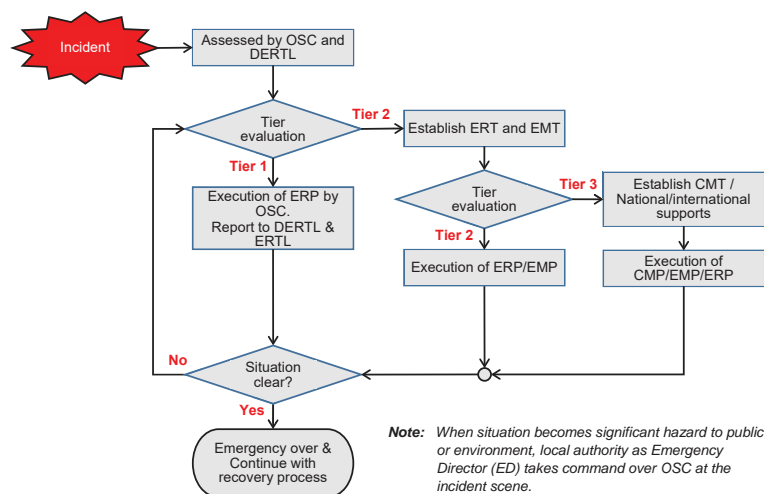 Incident
Assessed by OSC and
DERTL
Tier
evaluation
Tier 2
Establish ERT and EMT
Tier 1
Execution of ERP by
OSC.
Report to DERTL &
ERTL
Tier
evaluation
Tier 3
Establish CMT /
National/international
supports
Tier 2
Execution of ERP/EMP
Execution of
CMP/EMP/ERP
No
Situation
clear?
Yes
Emergency over &
Continue with
recovery process
Note: When situation becomes significant hazard to public
or environment, local authority as Emergency
Director (ED) takes command over OSC at the
incident scene.